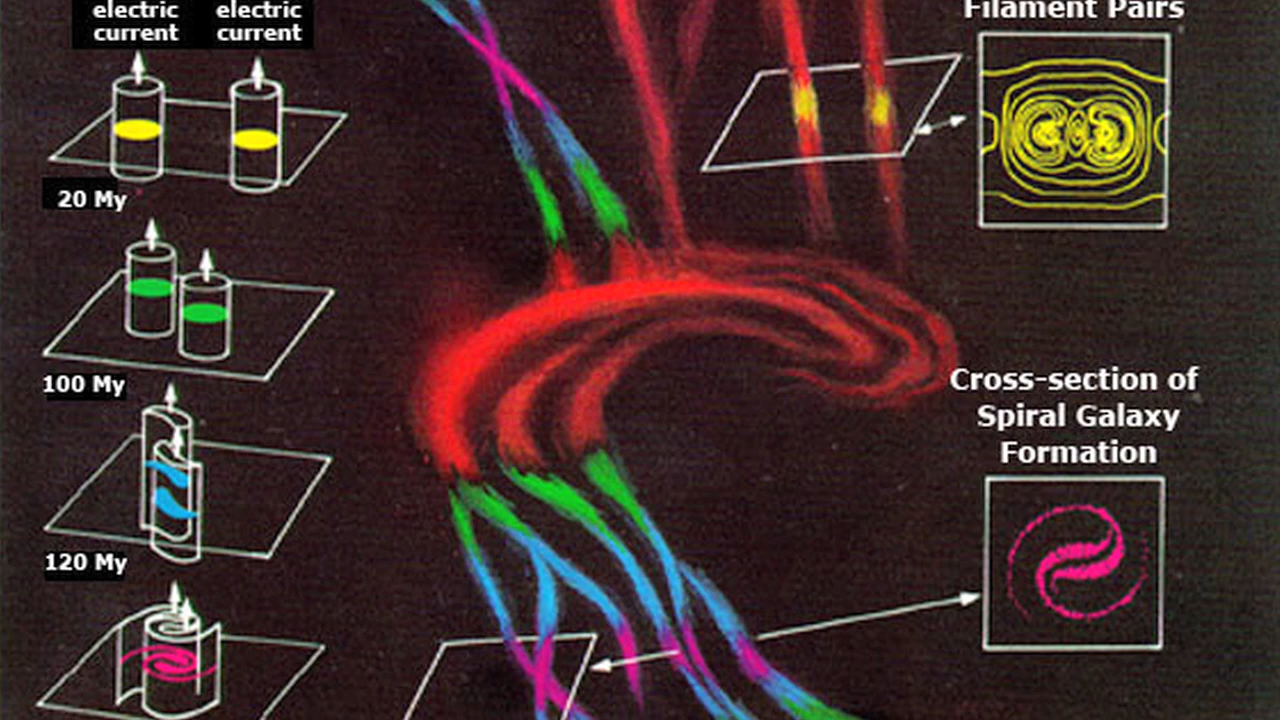 electric
current
electric
current
20 My
100 My
120 My
Filament Pairs
Cross-section of
Spiral Galaxy
Formation